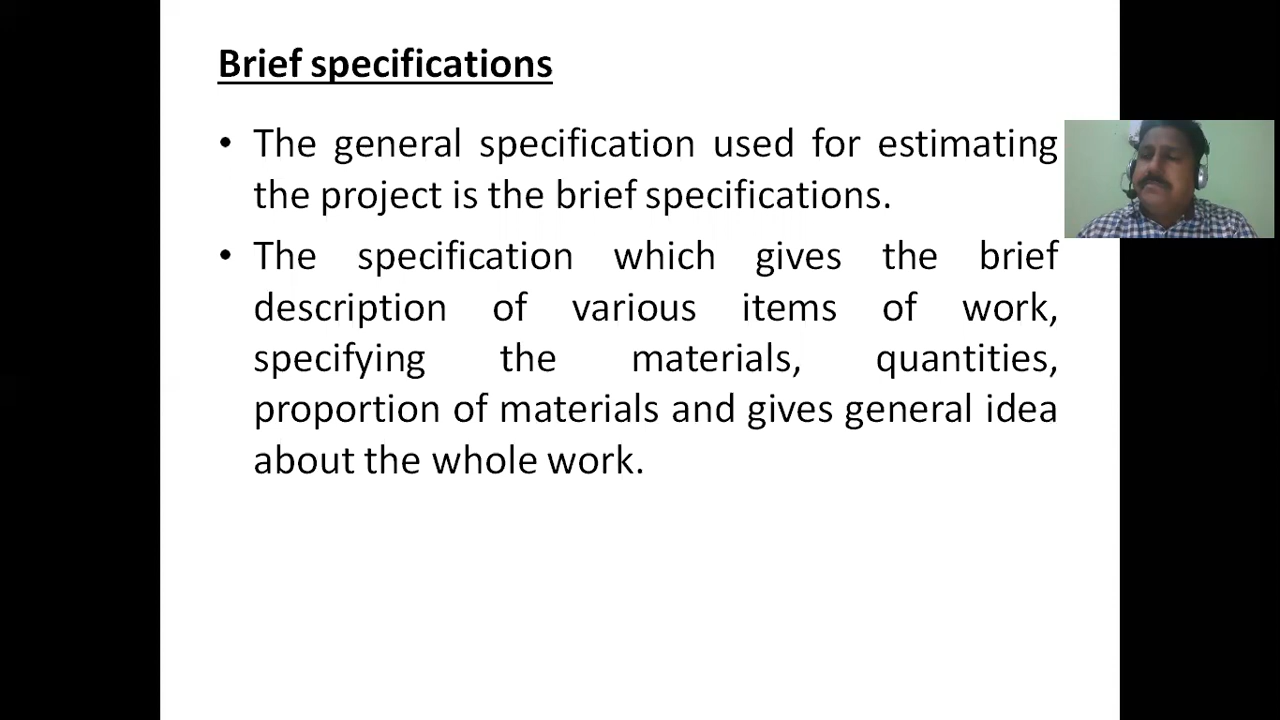 Brief specifications
• The general specification used for estimating
the project is the brief specifications.
• The specification which gives the brief
description of various items of work,
specifying the materials, quantities,
proportion of materials and gives general idea
about the whole work.